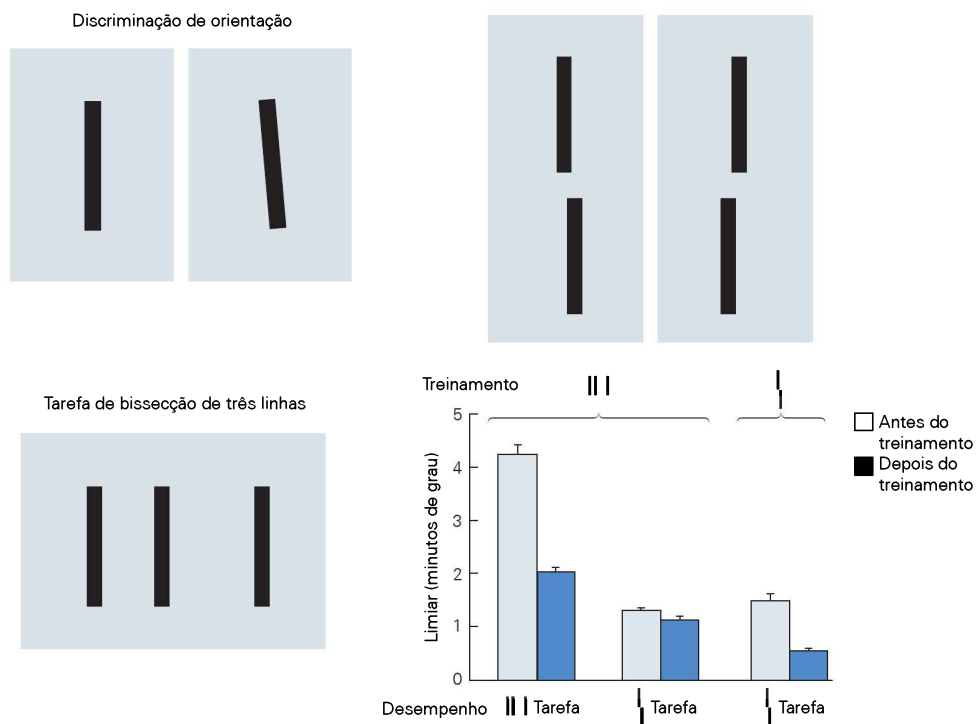 Discriminação de orientação
Tarefa de bissecção de três linhas
Treinamento
5
4
3
2
1
0
Limiar (minutos de grau)
Antes do
treinamento
Depois do
treinamento
Desempenho
Tarefa
Tarefa
Tarefa